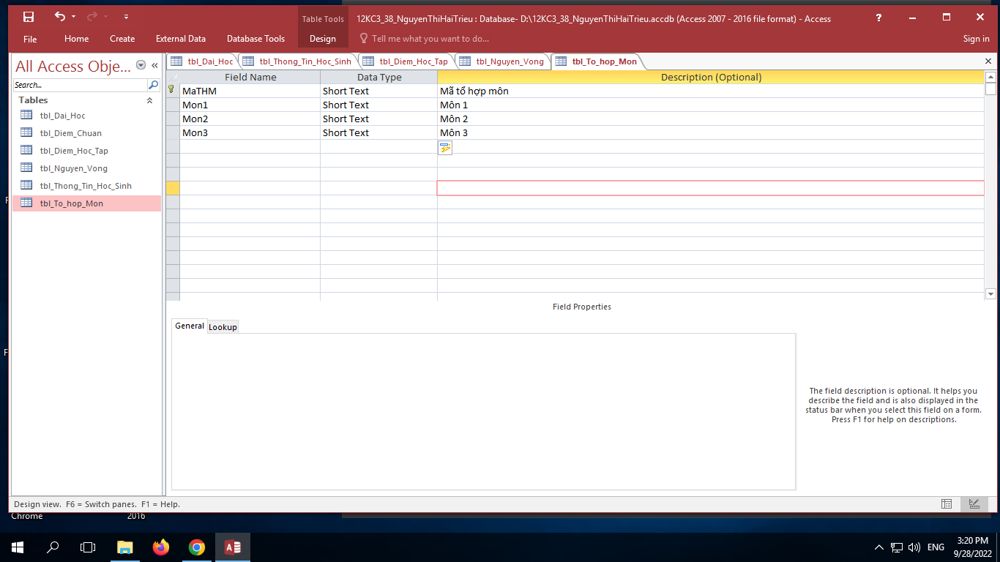 Table Tools
12KC3_38_NguyenThiHaiTrieu : Database- D:\12KC3_38_NguyenThiHaiTrieu.accdb (Access 2007 - 2016 file format) - Access
?
File
Home
Create
External Data
Database Tools
Design
Tell me what you want to do...
Sign in
All Access Obje...
Search...
Tables
tbl_Dai_Hoc
tbl_Diem_Chuan
tbl_Diem_Hoc_Tap
tbl_Nguyen_Vong
tbl_Thong_Tin_Hoc_Sinh
tbl_To_hop_Mon
tbl_Dai_Hoc
tbl_Thong_Tin_Hoc_Sinh
tbl_Diem_Hoc_Tap
tbl_Nguyen_Vong
tbl_To_hop_Mon
Field Name Data Type Description (Optional)
MaTHM Short Text Mã tổ hợp môn
Mon1 Short Text Môn 1
Mon2 Short Text Môn 2
Mon3 Short Text Môn 3
Field Properties
General
Lookup
The field description is optional. It helps you
describe the field and is also displayed in the
status bar when you select this field on a form.
Press F1 for help on descriptions.
Design view. F6 = Switch panes. F1 = Help.
Chrome
2016
ENG
3:20 PM
9/28/2022